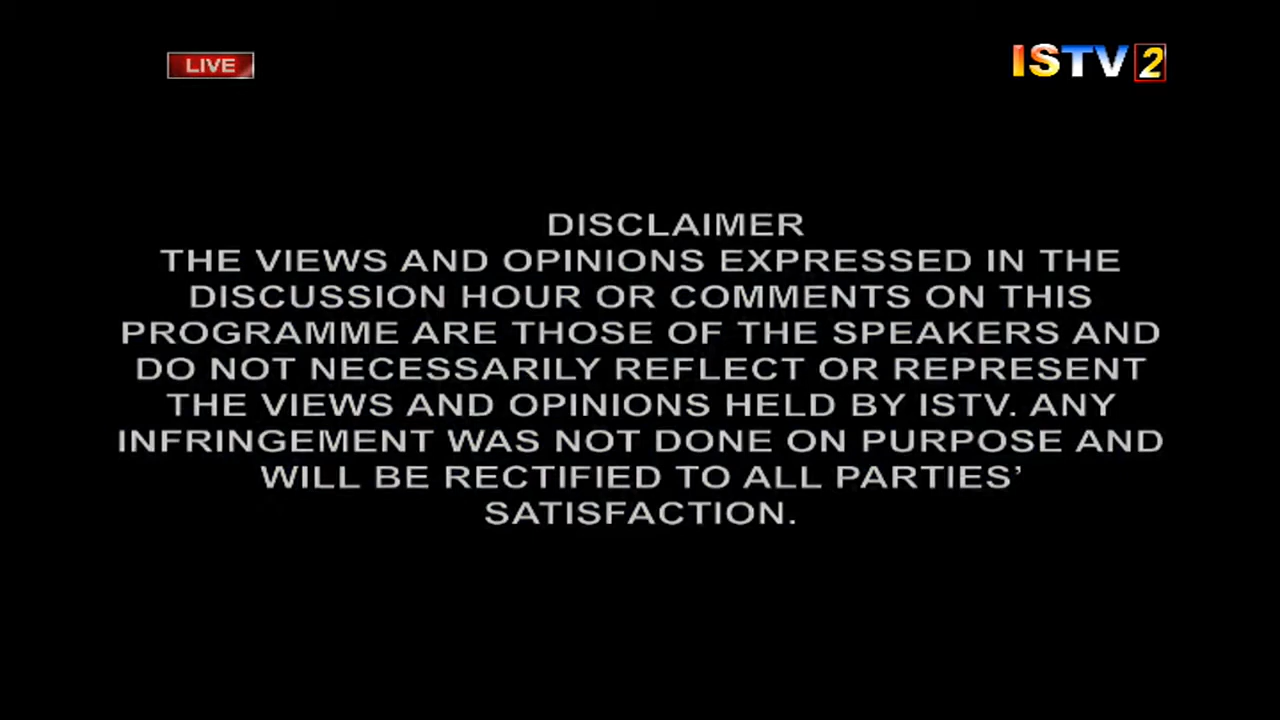 LIVE
ISTV 2
DISCLAIMER
THE VIEWS AND OPINIONS EXPRESSED IN THE
DISCUSSION HOUR OR COMMENTS ON THIS
PROGRAMME ARE THOSE OF THE SPEAKERS AND
DO NOT NECESSARILY REFLECT OR REPRESENT
THE VIEWS AND OPINIONS HELD BY ISTV. ANY
INFRINGEMENT WAS NOT DONE ON PURPOSE AND
WILL BE RECTIFIED TO ALL PARTIES’
SATISFACTION.